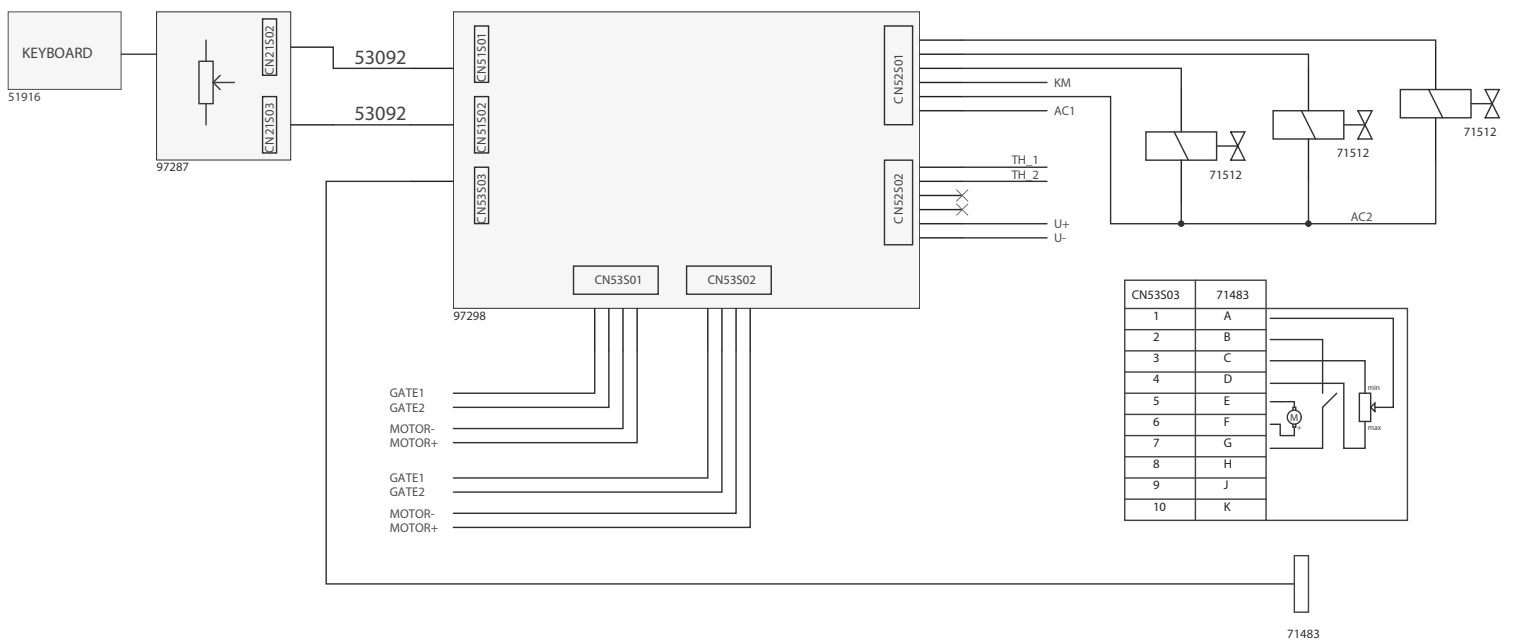 KEYBOARD
51916
CN21S02
CN21S03
97287
53092
53092
CN51S01
CN51S02
CN53S03
CN52S01
CN52S02
CN53S01
CN53S02
97298
KM
AC1
TH_1
TH_2
U+
U-
71512
71512
71512
AC2
GATE1
GATE2
MOTOR-
MOTOR+
GATE1
GATE2
MOTOR-
MOTOR+
CN53S03 71483
1 A
2 B
3 C
4 D
5 E
6 F
7 G
8 H
9 J
10 K
min
M
+
max
71483